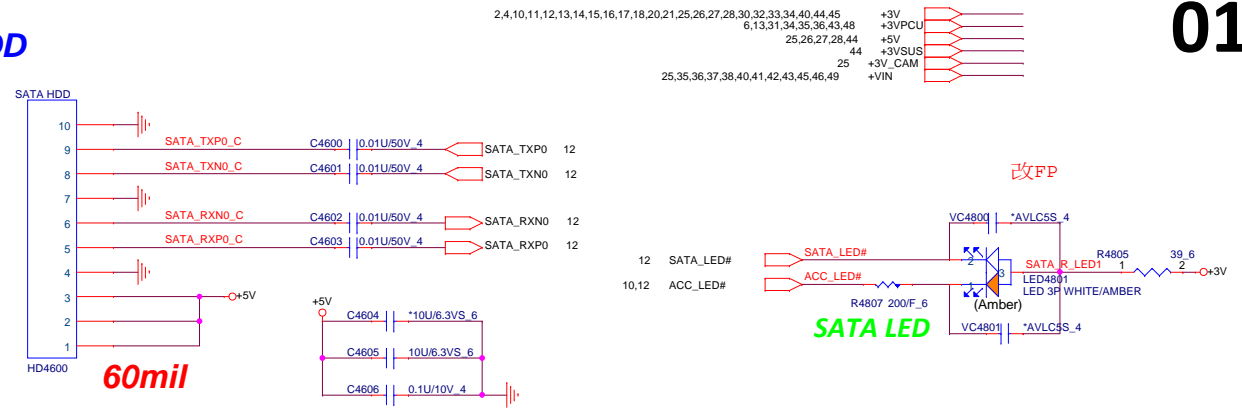 2,4,10,11,12,13,14,15,16,17,18,20,21,25,26,27,28,30,32,33,34,40,44,45 +3V
6,13,31,34,35,36,43,48 +3VPCU
25,26,27,28,44 +5V
44 +3VSUS
25 +3V_CAM
25,35,36,37,38,40,41,42,43,45,46,49 +VIN
01
SATA HDD
10
9 SATA_TXP0_C C4600 0.01U/50V_4 SATA_TXP0 12
8 SATA_TXN0_C C4601 0.01U/50V_4 SATA_TXN0 12
7
6 SATA_RXN0_C C4602 0.01U/50V_4 SATA_RXN0 12
5 SATA_RXP0_C C4603 0.01U/50V_4 SATA_RXP0 12
4
3 +5V
2
1
HD4600
60mil
+5V
C4604 *10U/6.3VS_6
C4605 10U/6.3VS_6
C4606 0.1U/10V_4
改FP
VC4800 *AVLC5S_4
12 SATA_LED# SATA_LED#
10,12 ACC_LED# ACC_LED#
R4807 200/F_6
2
3
1
SATA_R_LED1
LED4801
LED 3P WHITE/AMBER
(Amber)
R4805 39_6
1 2 +3V
VC4801 *AVLC5S_4
SATA LED